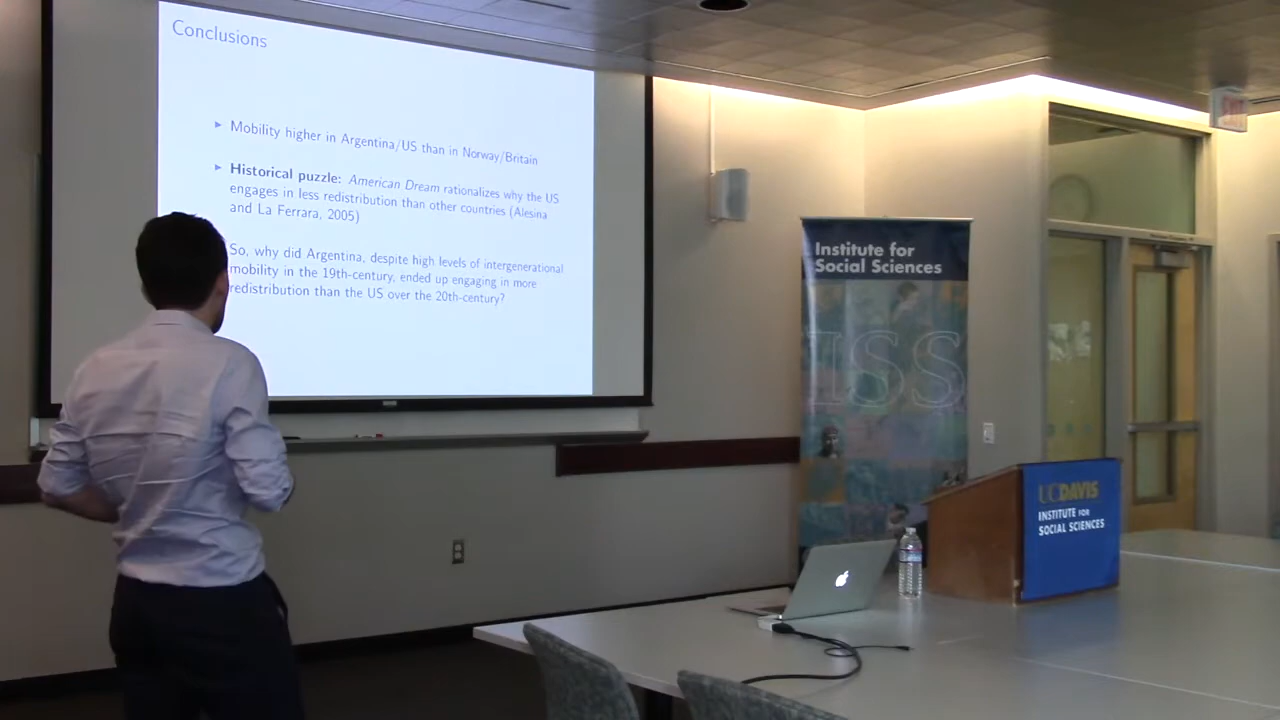 Conclusions
Mobility higher in Argentina/US than in Norway/Britain
Historical puzzle: American Dream rationalizes why the US
engages in less redistribution than other countries (Alesina
and La Ferrara, 2005)
So, why did Argentina, despite high levels of intergenerational
mobility in the 19th-century, ended up engaging in more
redistribution than the US over the 20th-century?
Institute for
Social Sciences
ISS
EXIT
UCDAVIS
INSTITUTE FOR
SOCIAL SCIENCES